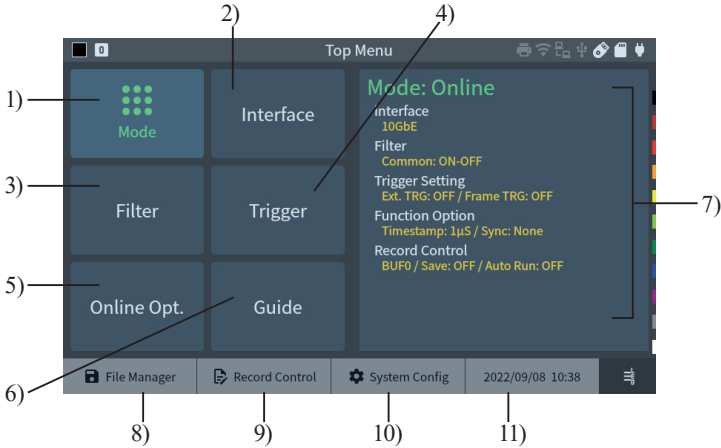 2)
4)
0
Top Menu
1)
Mode
Interface
3)
Filter
Trigger
5)
Online Opt.
Guide
6)
Mode: Online
Interface
10GbE
Filter
Common: ON-OFF
Trigger Setting
Ext. TRG: OFF / Frame TRG: OFF
Function Option
Timestamp: 1µS / Sync: None
Record Control
BUF0 / Save: OFF / Auto Run: OFF
7)
File Manager
Record Control
System Config
2022/09/08 10:38
8)
9)
10)
11)